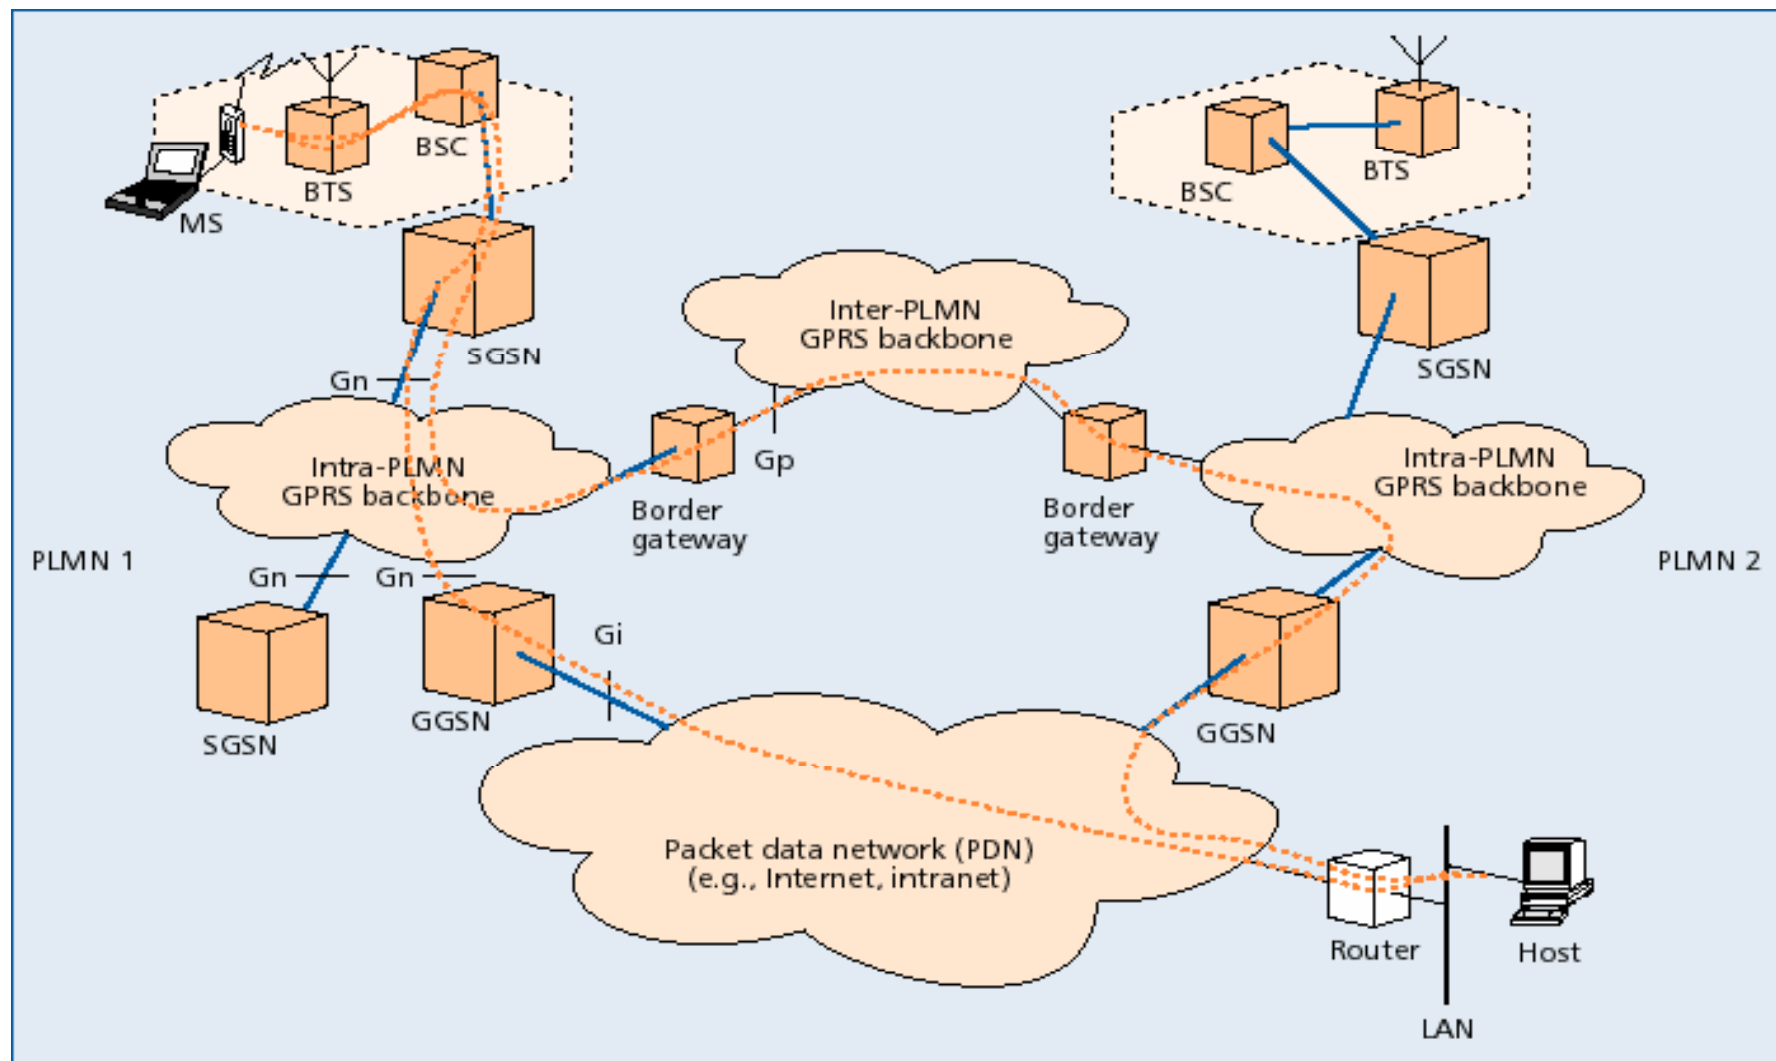 BSC
BTS
MS
BTS
BSC
SGSN
Inter-PLMN
GPRS backbone
SGSN
Gn
Gp
Intra-PLMN
GPRS backbone
Intra-PLMN
GPRS backbone
Border
gateway
Border
gateway
PLMN 1
PLMN 2
Gn
Gn
Gi
SGSN
GGSN
GGSN
Packet data network (PDN)
(e.g., Internet, intranet)
Router
Host
LAN